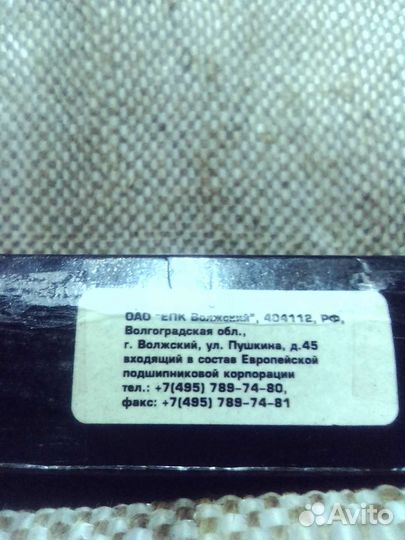 ОАО "ЕПК Волжский", 404112, РФ,
Волгоградская обл.,
г. Волжский, ул. Пушкина, д.45
входящий в состав Европейской
подшипниковой корпорации
тел.: +7(495) 789-74-80,
факс: +7(495) 789-74-81
Avito